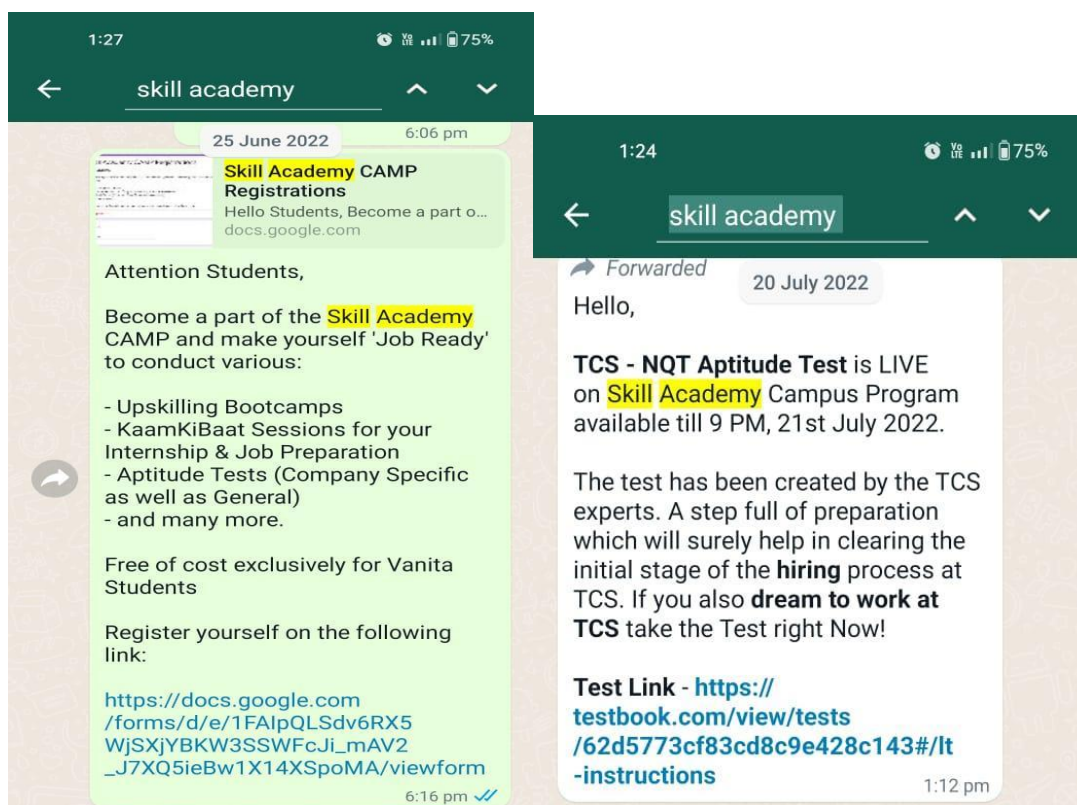 1:27
Vo LTE 75%
skill academy
6:06 pm
25 June 2022
Skill Academy CAMP
Registrations
Hello Students, Become a part o...
docs.google.com
Attention Students,
Become a part of the Skill Academy
CAMP and make yourself 'Job Ready'
to conduct various:
- Upskilling Bootcamps
- KaamKiBaat Sessions for your
Internship & Job Preparation
- Aptitude Tests (Company Specific
as well as General)
- and many more.
Free of cost exclusively for Vanita
Students
Register yourself on the following
link:
https://docs.google.com
/forms/d/e/1FAIpQLSdv6RX5
WjSXjYBKW3SSWFcJi_mAV2
_J7XQ5ieBw1X14XSpoMA/viewform
6:16 pm
1:24
Vo LTE 75%
skill academy
Forwarded
20 July 2022
Hello,
TCS - NQT Aptitude Test is LIVE
on Skill Academy Campus Program
available till 9 PM, 21st July 2022.
The test has been created by the TCS
experts. A step full of preparation
which will surely help in clearing the
initial stage of the hiring process at
TCS. If you also dream to work at
TCS take the Test right Now!
Test Link - https://
testbook.com/view/tests
/62d5773cf83cd8c9e428c143#/lt
-instructions
1:12 pm